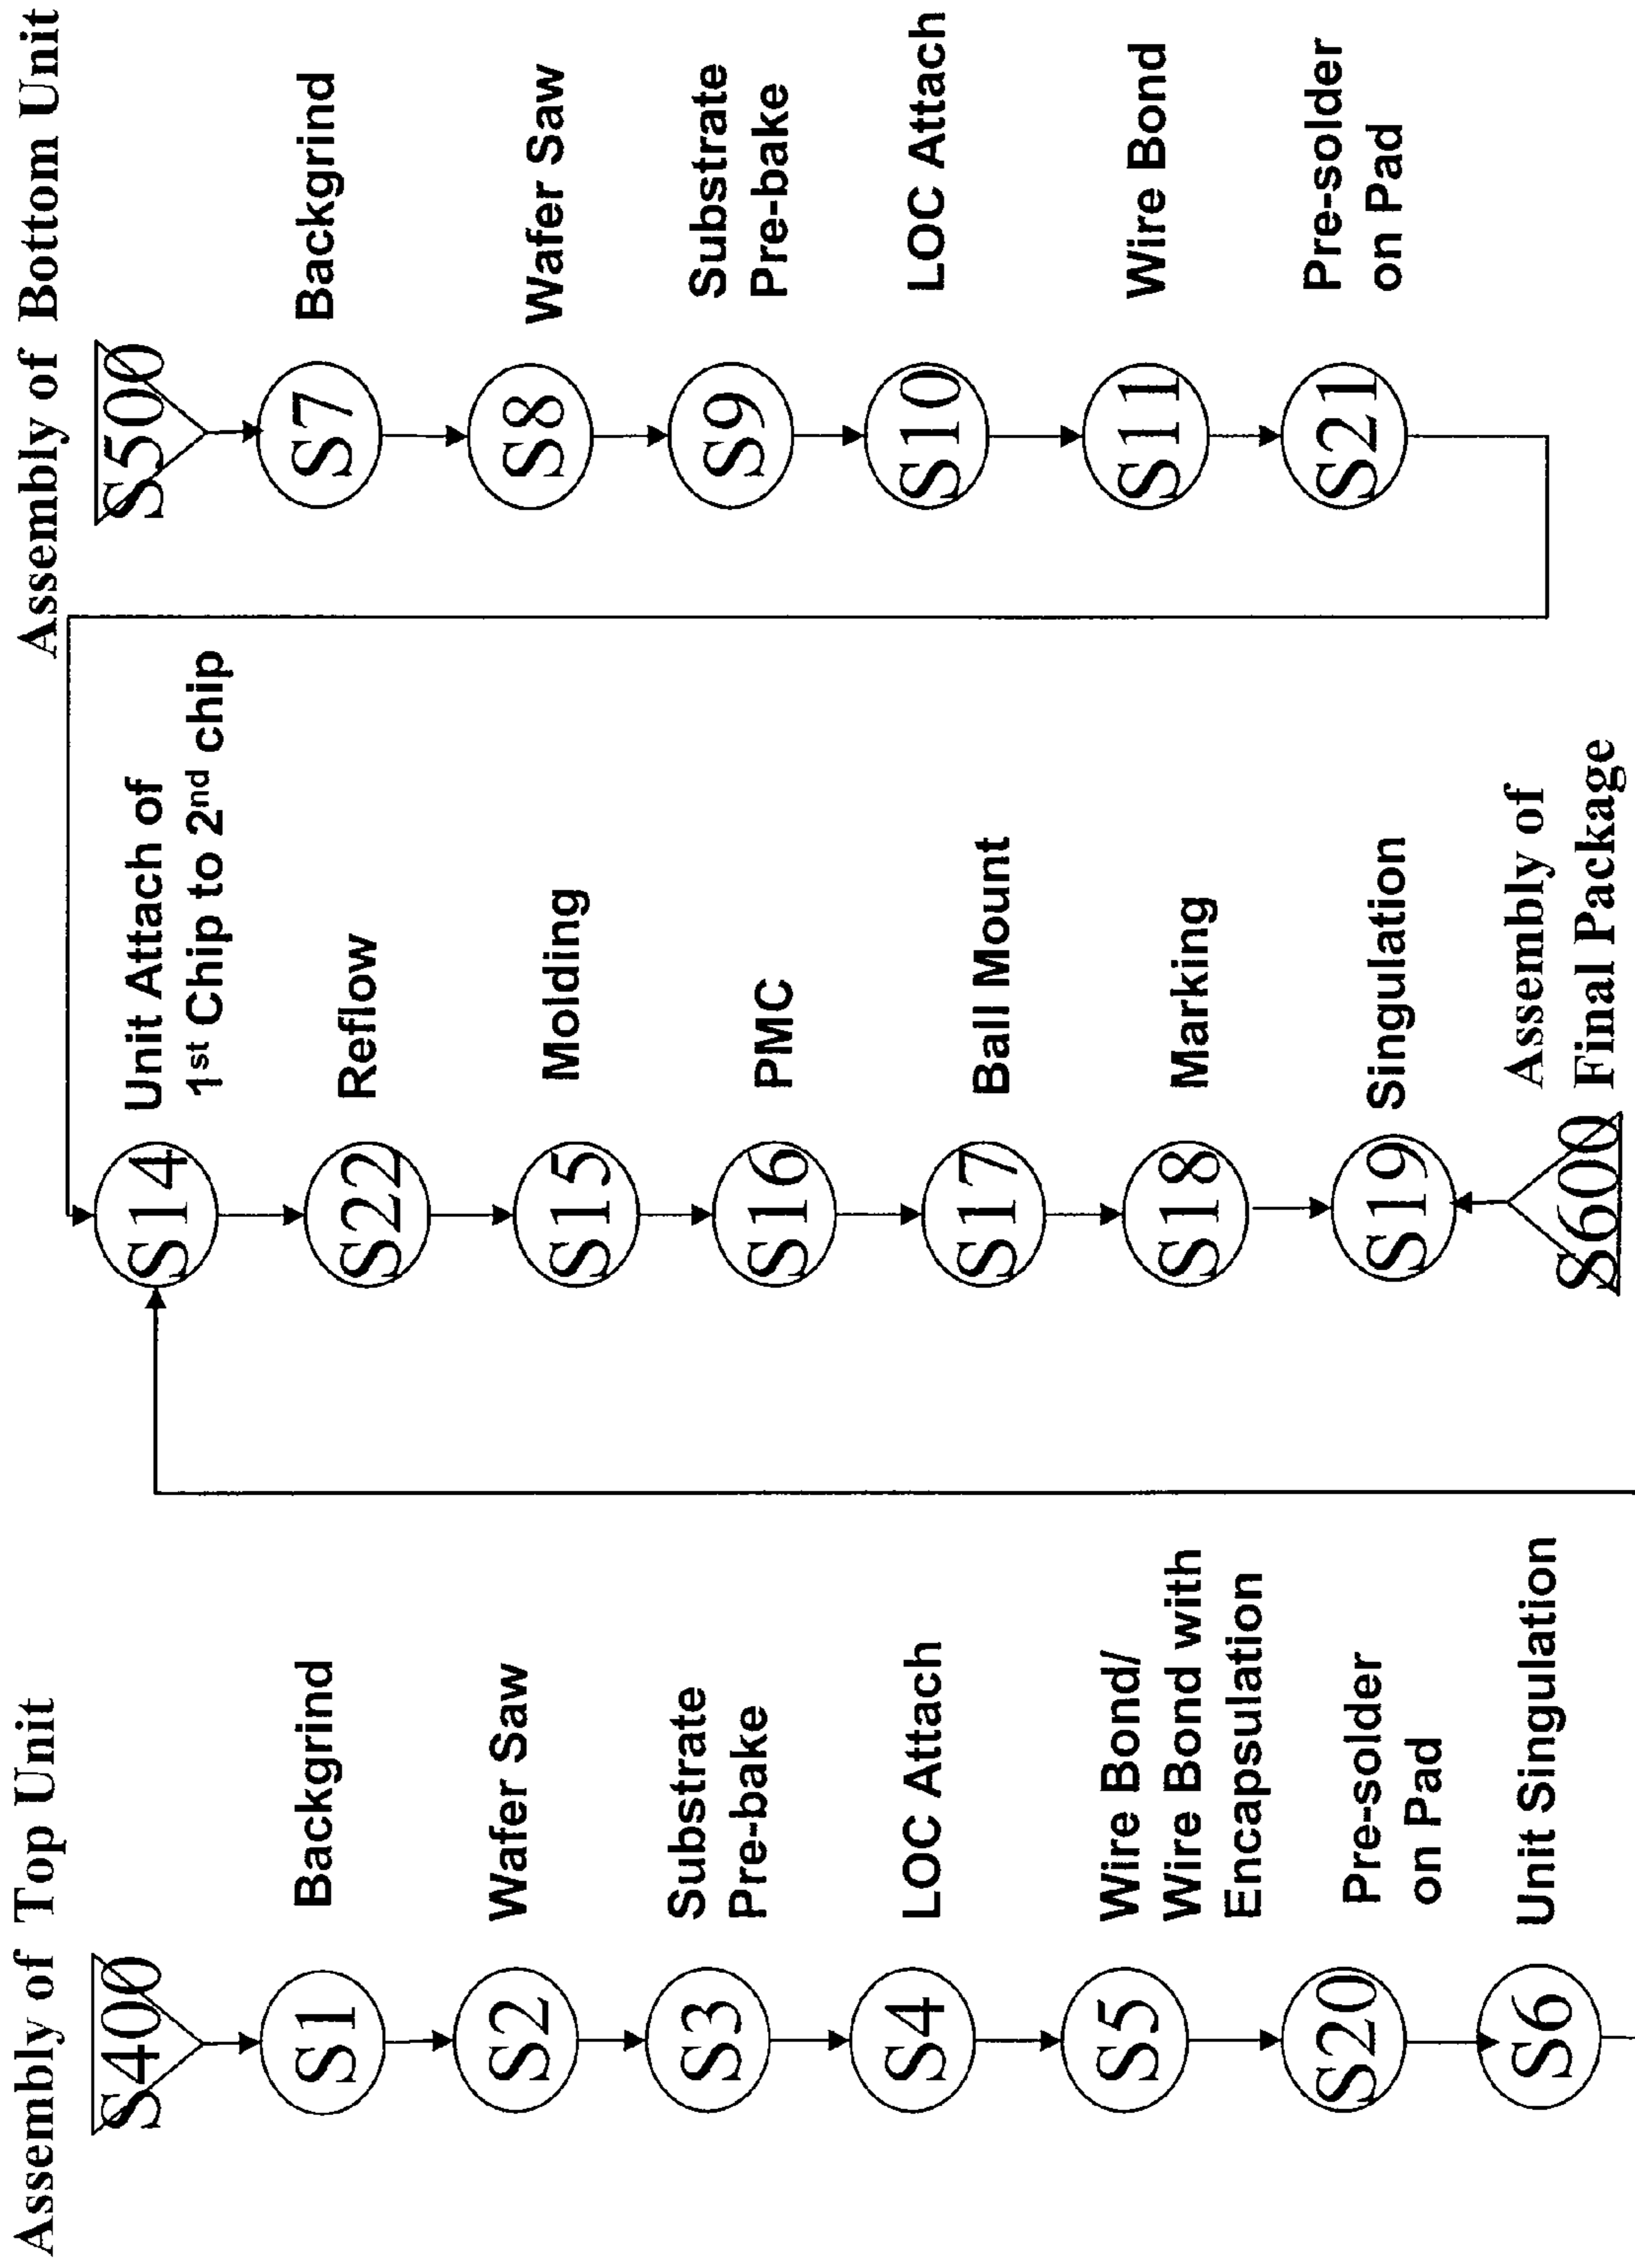 Assembly of Top Unit
S400
S1
Backgrind
S2
Wafer Saw
S3
Substrate
Pre-bake
S4
LOC Attach
S5
Wire Bond/
Wire Bond with
Encapsulation
S20
Pre-solder
on Pad
S6
Unit Singulation
S14
Unit Attach of
1st Chip to 2nd chip
S22
Reflow
S15
Molding
S16
PMC
S17
Ball Mount
S18
Marking
S19
Singulation
S600
Assembly of
Final Package
Assembly of Bottom Unit
S500
S7
Backgrind
S8
Wafer Saw
S9
Substrate
Pre-bake
S10
LOC Attach
S11
Wire Bond
S21
Pre-solder
on Pad